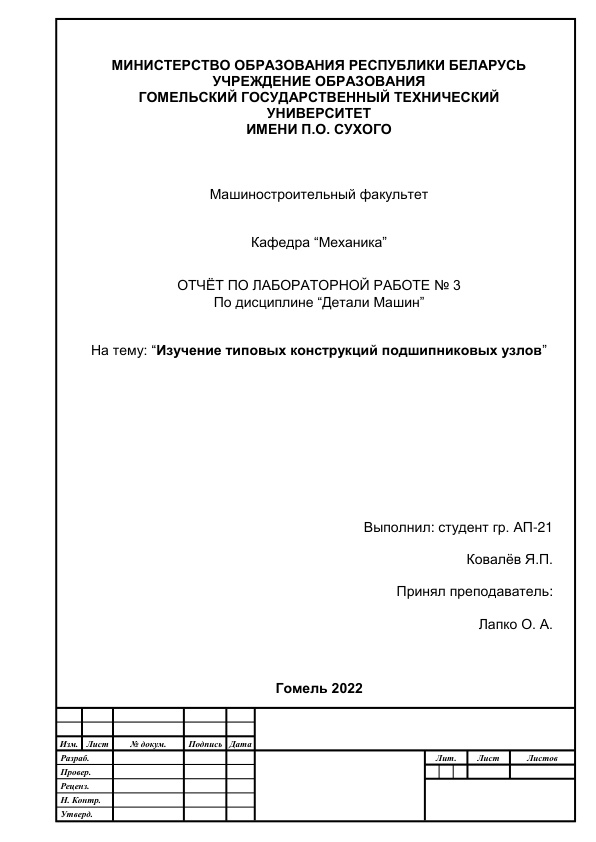 МИНИСТЕРСТВО ОБРАЗОВАНИЯ РЕСПУБЛИКИ БЕЛАРУСЬ
УЧРЕЖДЕНИЕ ОБРАЗОВАНИЯ
ГОМЕЛЬСКИЙ ГОСУДАРСТВЕННЫЙ ТЕХНИЧЕСКИЙ
УНИВЕРСИТЕТ
ИМЕНИ П.О. СУХОГО
Машиностроительный факультет
Кафедра “Механика”
ОТЧЁТ ПО ЛАБОРАТОРНОЙ РАБОТЕ № 3
По дисциплине “Детали Машин”
На тему: “Изучение типовых конструкций подшипниковых узлов”
Выполнил: студент гр. АП-21
Ковалёв Я.П.
Принял преподаватель:
Лапко О. А.
Гомель 2022
Изм. Лист № докум. Подпись Дата
Разраб. Лит. Лист Листов
Провер.
Реценз.
Н. Контр.
Утверд.